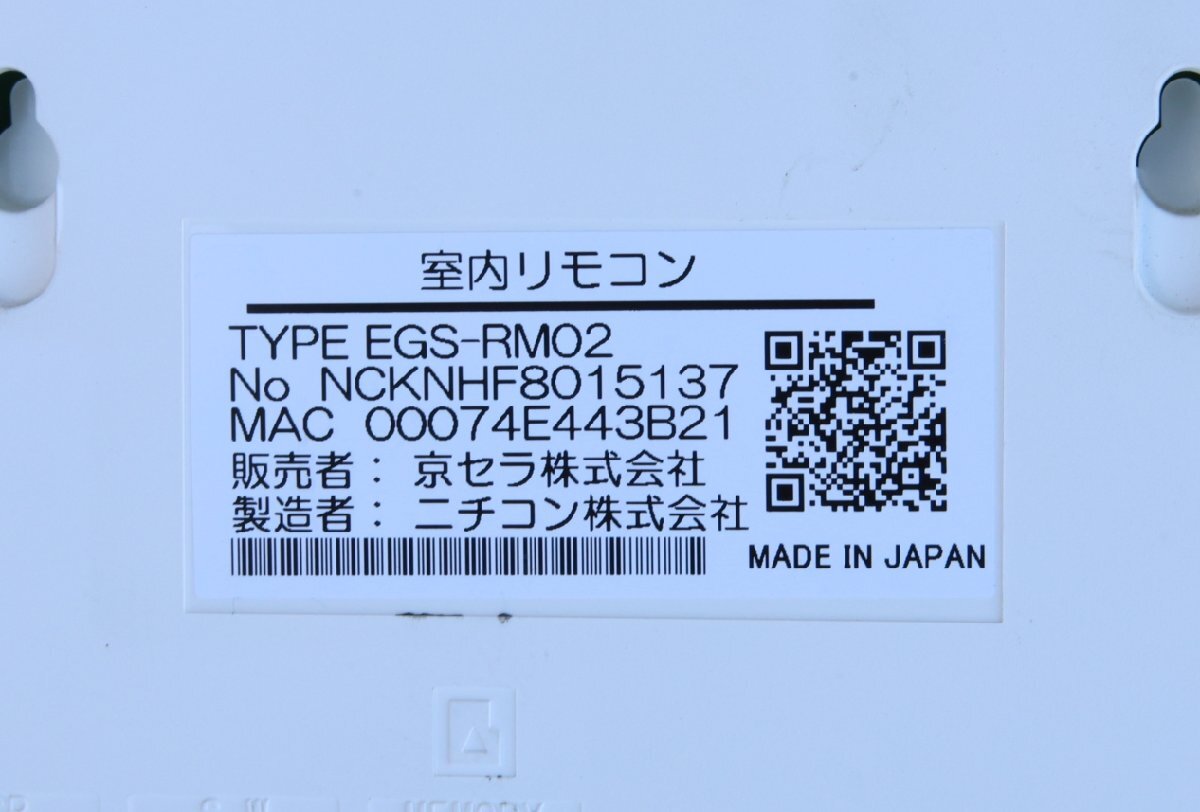 室内リモコン
TYPE EGS-RM02
No NCKNHF8015137
MAC 00074E443B21
販売者： 京セラ株式会社
製造者： ニチコン株式会社
MADE IN JAPAN